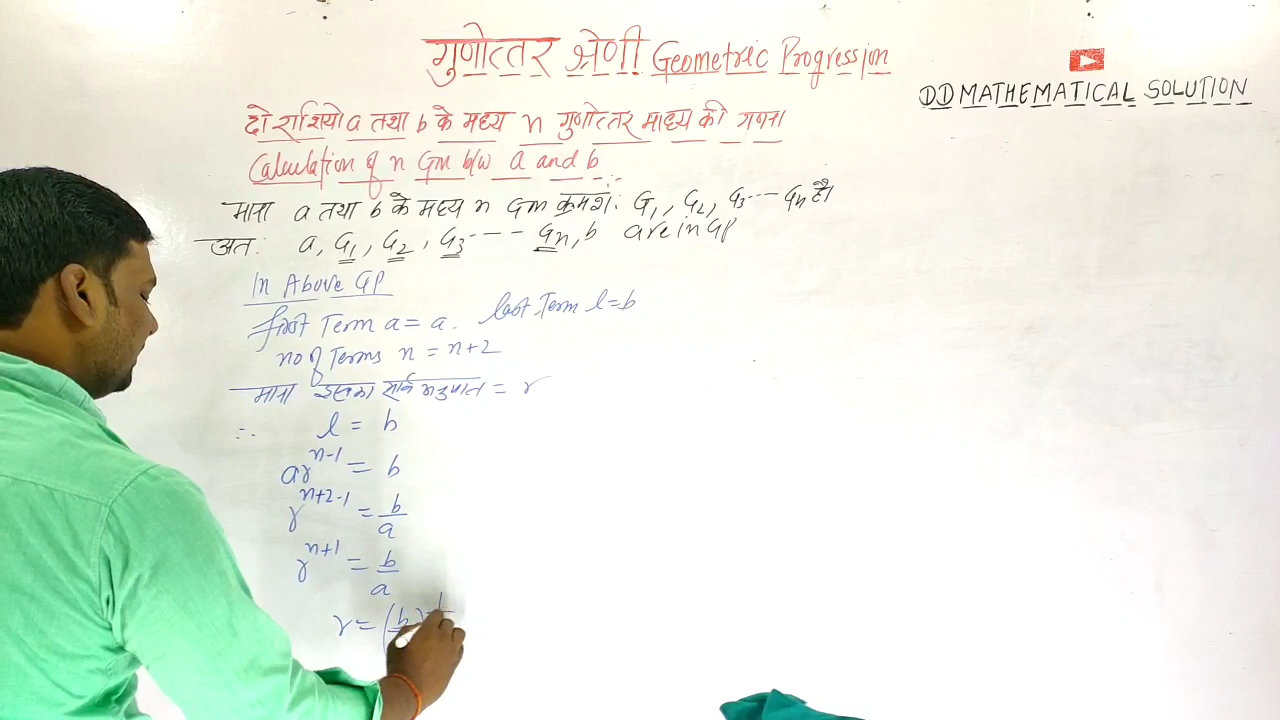 गुणोत्तर श्रेणी Geometric Progression
DD MATHEMATICAL SOLUTION
दो राशियो a तथा b के मध्य n गुणोत्तर माध्य की गणना
Calculation of n GM b/w a and b
माना a तथा b के मध्य n GM क्रमशः G₁, G₂, G₃---- Gₙ है।
अतः a, G₁, G₂, G₃---- Gₙ, b are in GP
In Above GP
first Term a = a. last Term l = b
no of Terms n = n+2
माना इसका सार्व अनुपात = r
∴ l = b
ar^{n-1} = b
r^{n+2-1} = b/a
r^{n+1} = b/a
r = (b